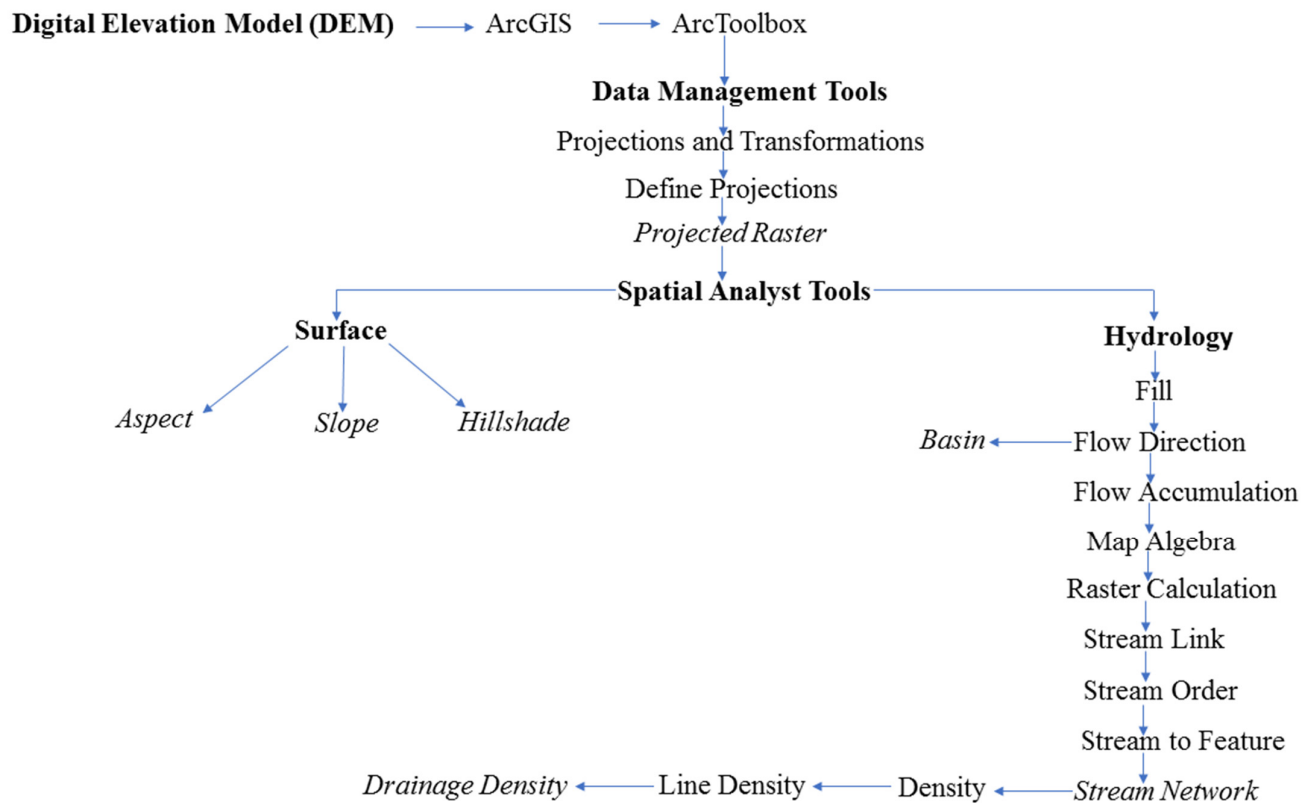 Digital Elevation Model (DEM) ArcGIS ArcToolbox
Data Management Tools
Projections and Transformations
Define Projections
Projected Raster
Spatial Analyst Tools
Surface
Aspect
Slope
Hillshade
Hydrology
Fill
Flow Direction
Basin
Flow Accumulation
Map Algebra
Raster Calculation
Stream Link
Stream Order
Stream to Feature
Stream Network
Density
Line Density
Drainage Density